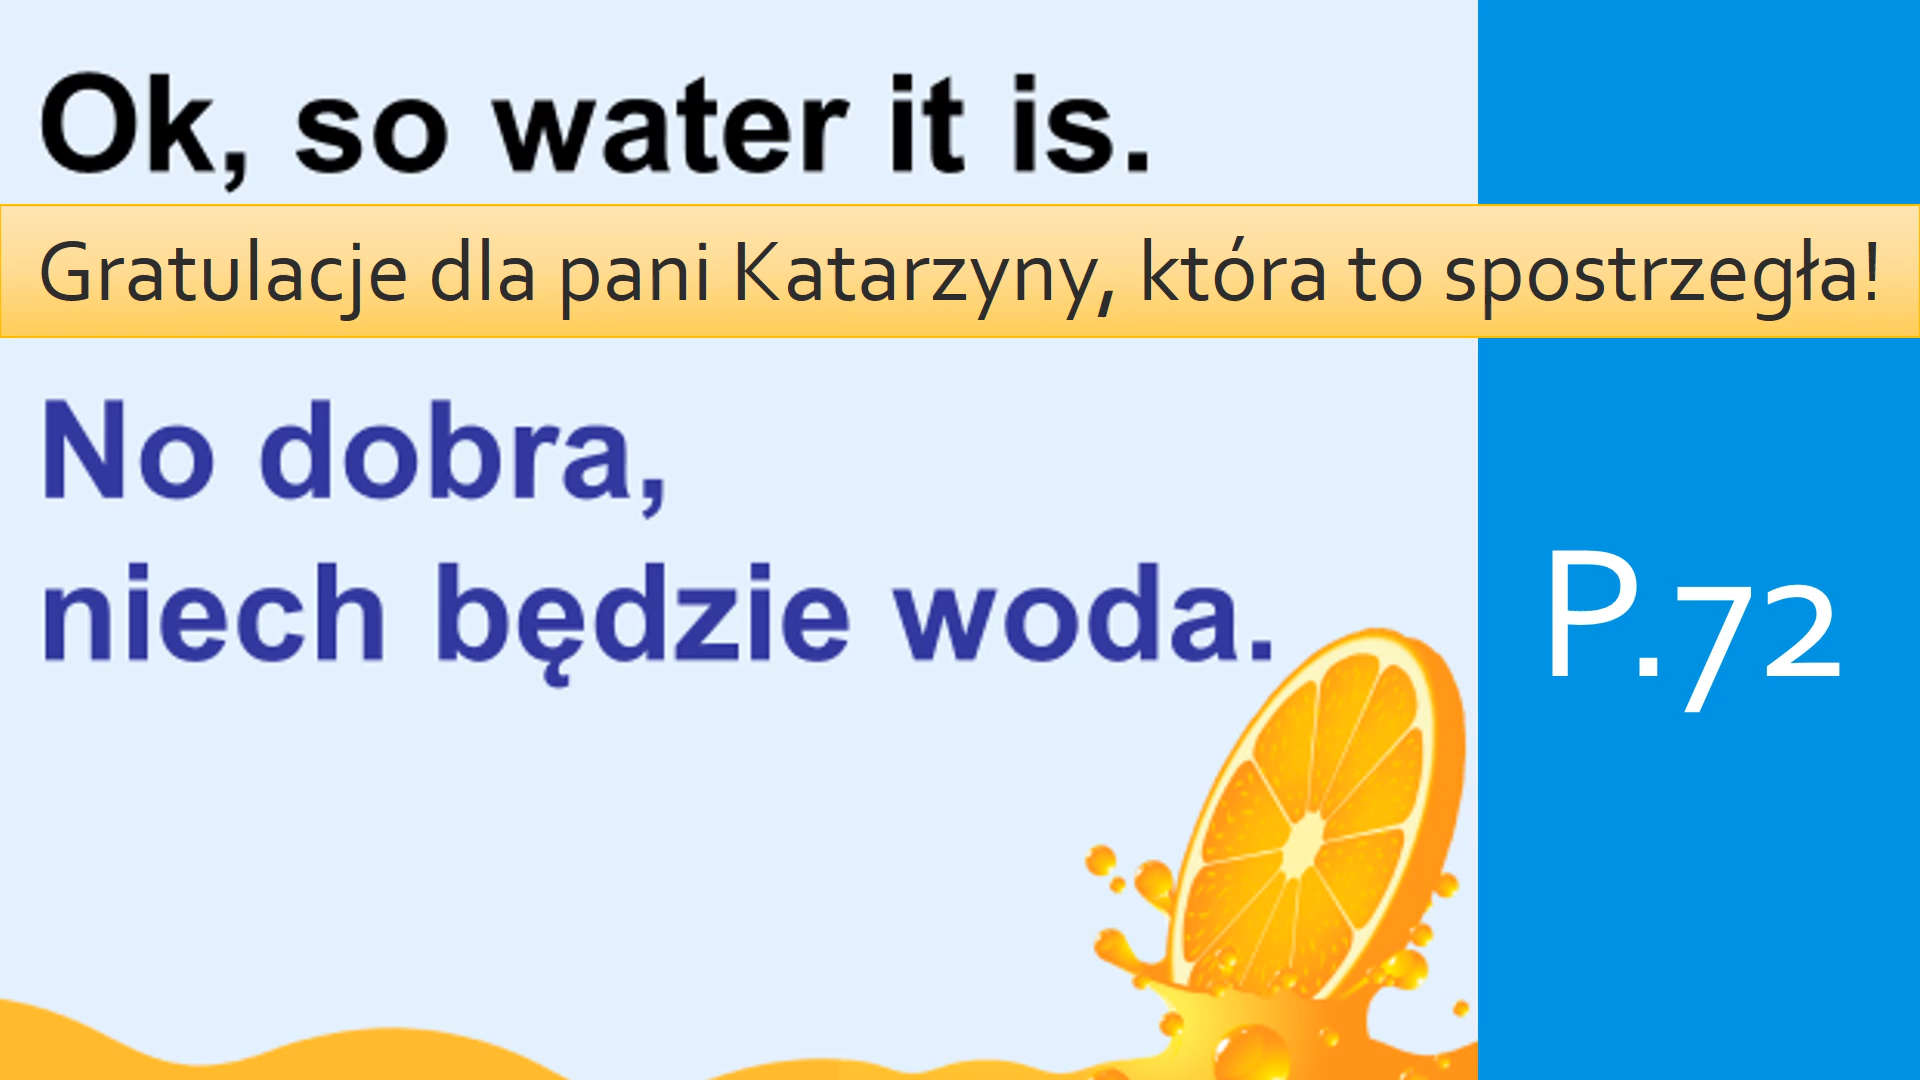 Ok, so water it is.
Gratulacje dla pani Katarzyny, która to spostrzegła!
No dobra,
niech będzie woda.
P.72